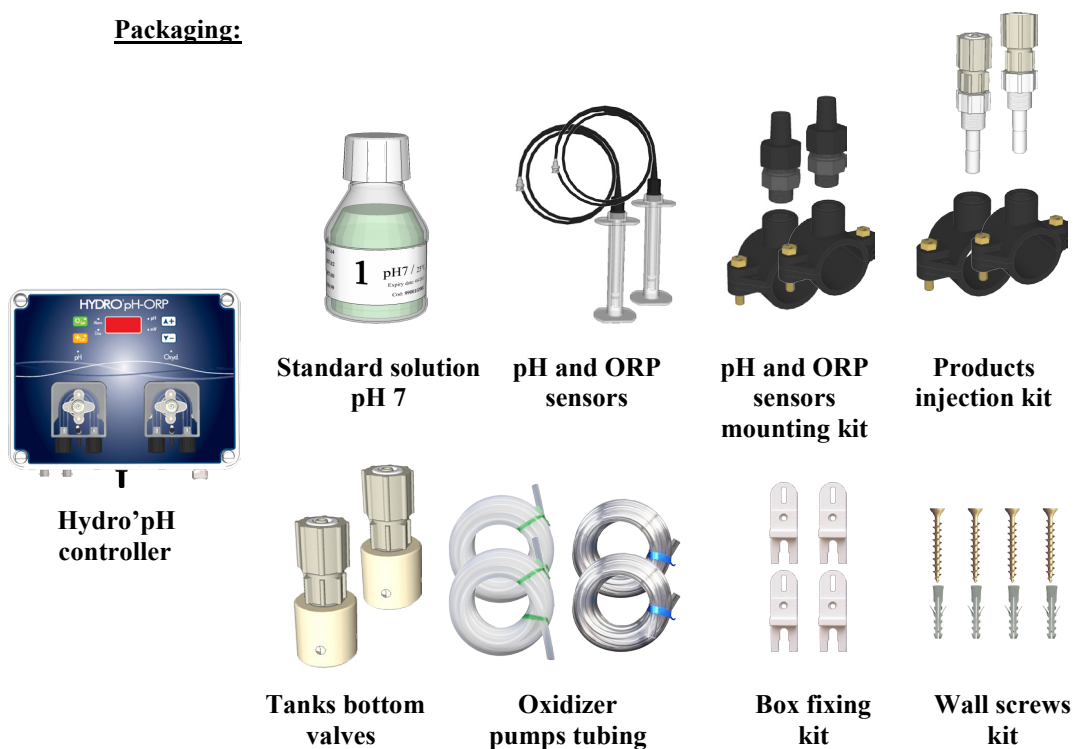 Packaging:
1 pH7 / 25°C
HYDRO'pH-ORP
pH
mV
pH
Oxyd.
Standard solution
pH 7
pH and ORP
sensors
pH and ORP
sensors
mounting kit
Products
injection kit
Hydro’pH
controller
Tanks bottom
valves
Oxidizer
pumps tubing
Box fixing
kit
Wall screws
kit